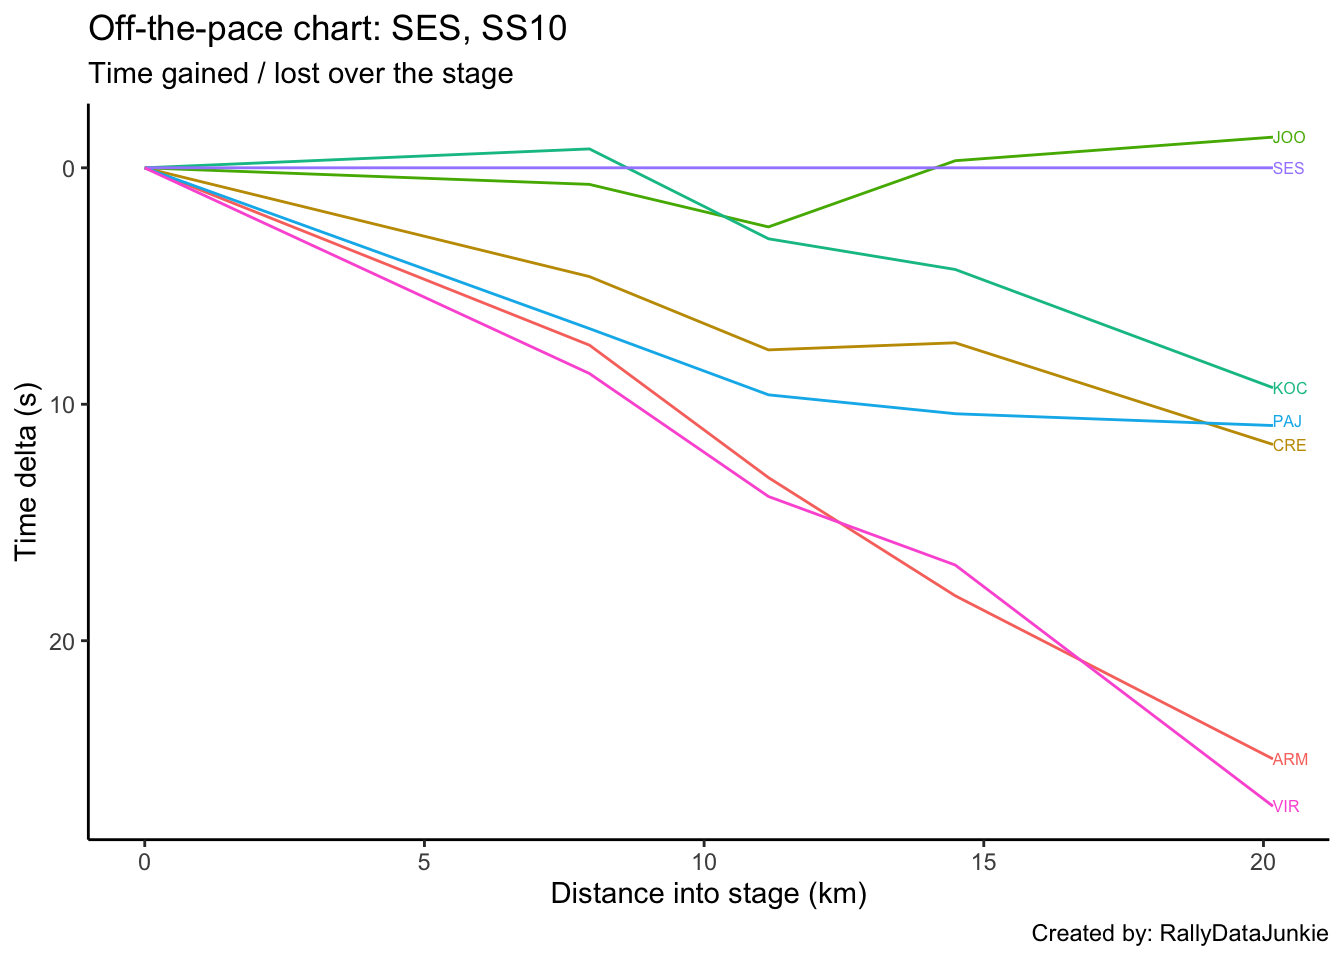 Off-the-pace chart: SES, SS10
Time gained / lost over the stage
JOO
0
SES
KOC
10
PAJ
CRE
Time delta (s)
20
ARM
VIR
0 5 10 15 20
Distance into stage (km)
Created by: RallyDataJunkie